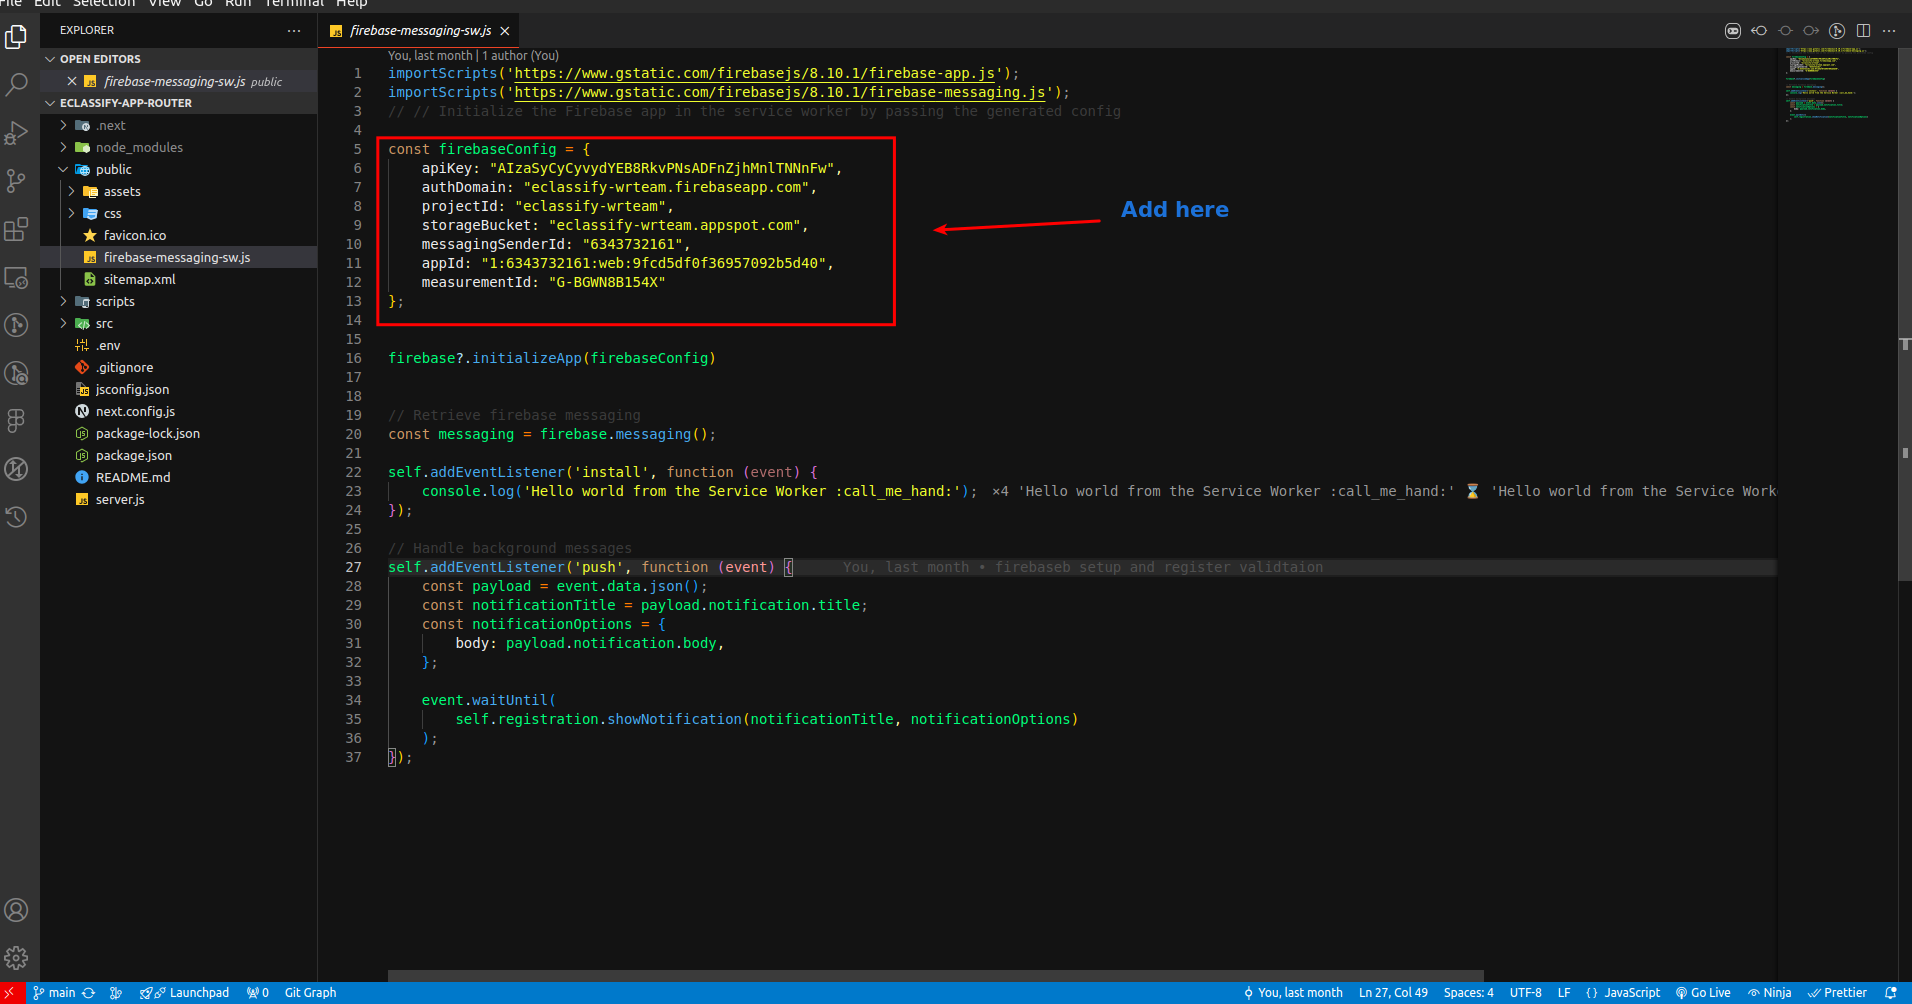 File Edit Selection View Go Run Terminal Help
EXPLORER
OPEN EDITORS
firebase-messaging-sw.js public
ECLASSIFY-APP-ROUTER
.next
node_modules
public
assets
css
favicon.ico
firebase-messaging-sw.js
sitemap.xml
scripts
src
.env
.gitignore
jsconfig.json
next.config.js
package-lock.json
package.json
README.md
server.js
firebase-messaging-sw.js
You, last month | 1 author (You)
1 importScripts('https://www.gstatic.com/firebasejs/8.10.1/firebase-app.js');
2 importScripts('https://www.gstatic.com/firebasejs/8.10.1/firebase-messaging.js');
3 // // Initialize the Firebase app in the service worker by passing the generated config
4
5 const firebaseConfig = {
6 apiKey: "AIzaSyCyCyvydYEB8RkvPNsADFnZjhMnlTNNnFw",
7 authDomain: "eclassify-wrteam.firebaseapp.com",
8 projectId: "eclassify-wrteam",
9 storageBucket: "eclassify-wrteam.appspot.com",
10 messagingSenderId: "6343732161",
11 appId: "1:6343732161:web:9fcd5df0f36957092b5d40",
12 measurementId: "G-BGWN8B154X"
13 };
14
15
16 firebase?.initializeApp(firebaseConfig)
17
18
19 // Retrieve firebase messaging
20 const messaging = firebase.messaging();
21
22 self.addEventListener('install', function (event) {
23 console.log('Hello world from the Service Worker :call_me_hand:'); ×4 'Hello world from the Service Worker :call_me_hand:' ⌛ 'Hello world from the Service Work
24 });
25
26 // Handle background messages
27 self.addEventListener('push', function (event) { You, last month • firebaseb setup and register validtaion
28 const payload = event.data.json();
29 const notificationTitle = payload.notification.title;
30 const notificationOptions = {
31 body: payload.notification.body,
32 };
33
34 event.waitUntil(
35 self.registration.showNotification(notificationTitle, notificationOptions)
36 );
37 });
Add here
main Launchpad 0 Git Graph You, last month Ln 27, Col 49 Spaces: 4 UTF-8 LF {} JavaScript Go Live Ninja Prettier